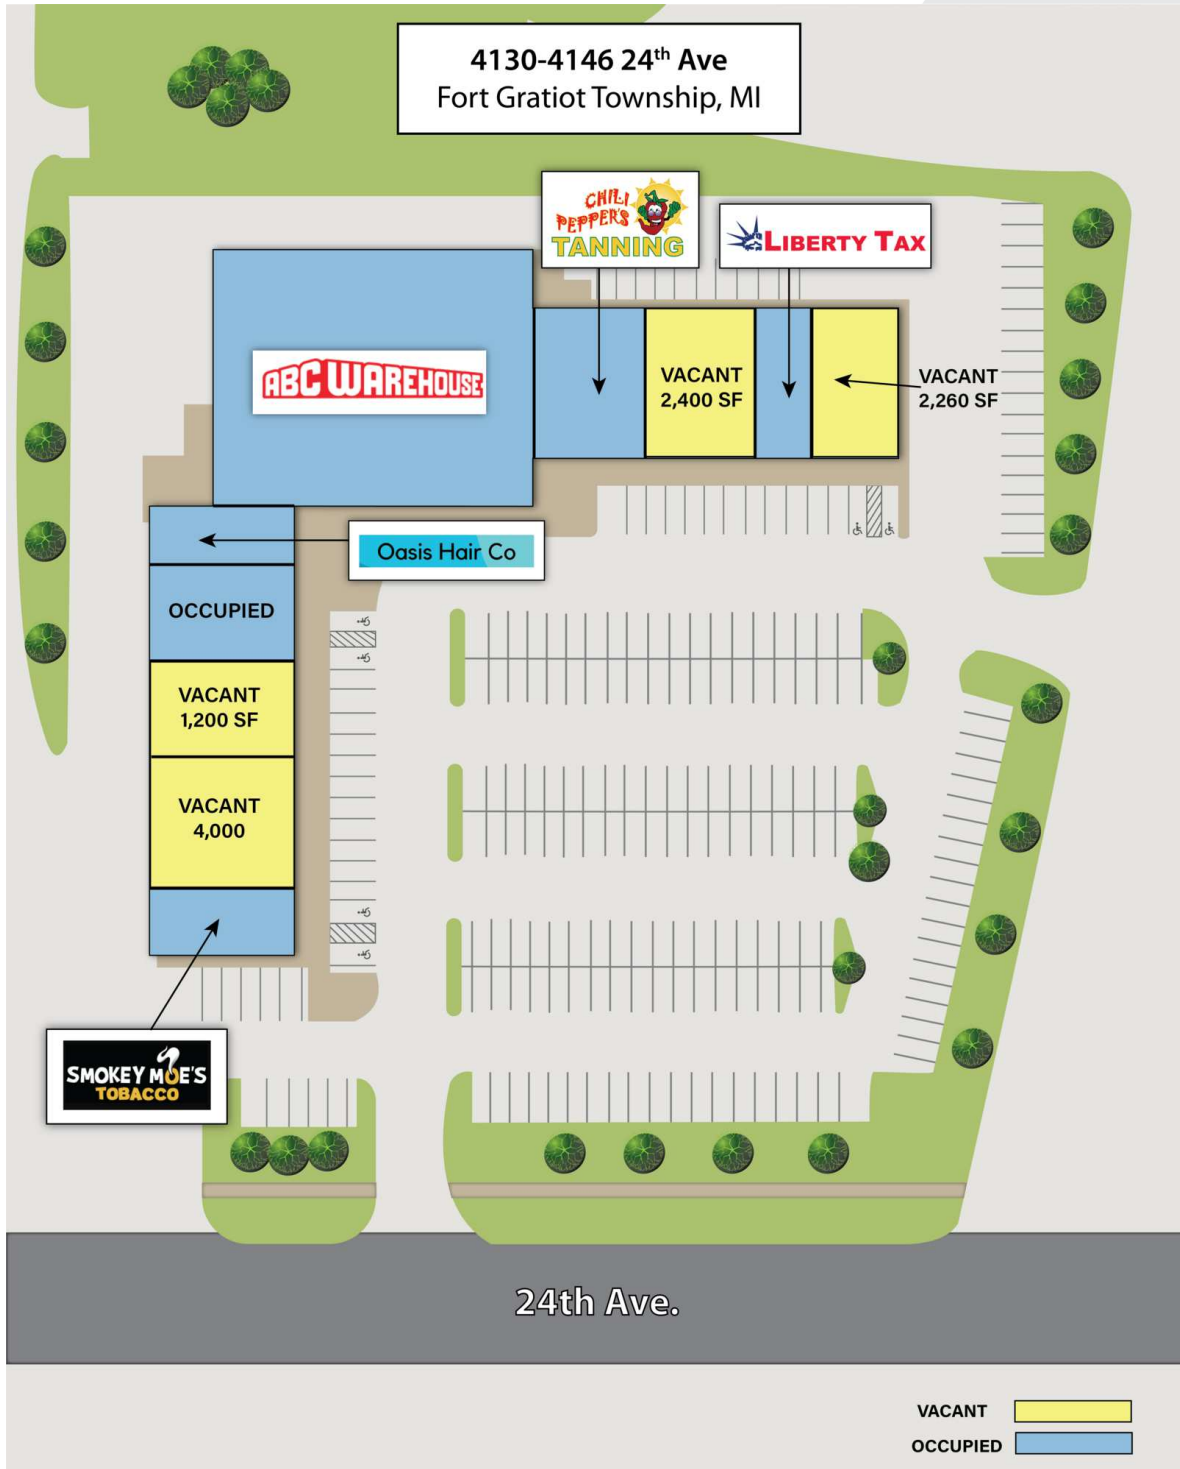 4130-4146 24th Ave
Fort Gratiot Township, MI
CHILI
PEPPER'S
TANNING
LIBERTY TAX
ABC WAREHOUSE
VACANT
2,400 SF
VACANT
2,260 SF
Oasis Hair Co
OCCUPIED
VACANT
1,200 SF
VACANT
4,000
SMOKEY MOE'S
TOBACCO
24th Ave.
VACANT
OCCUPIED